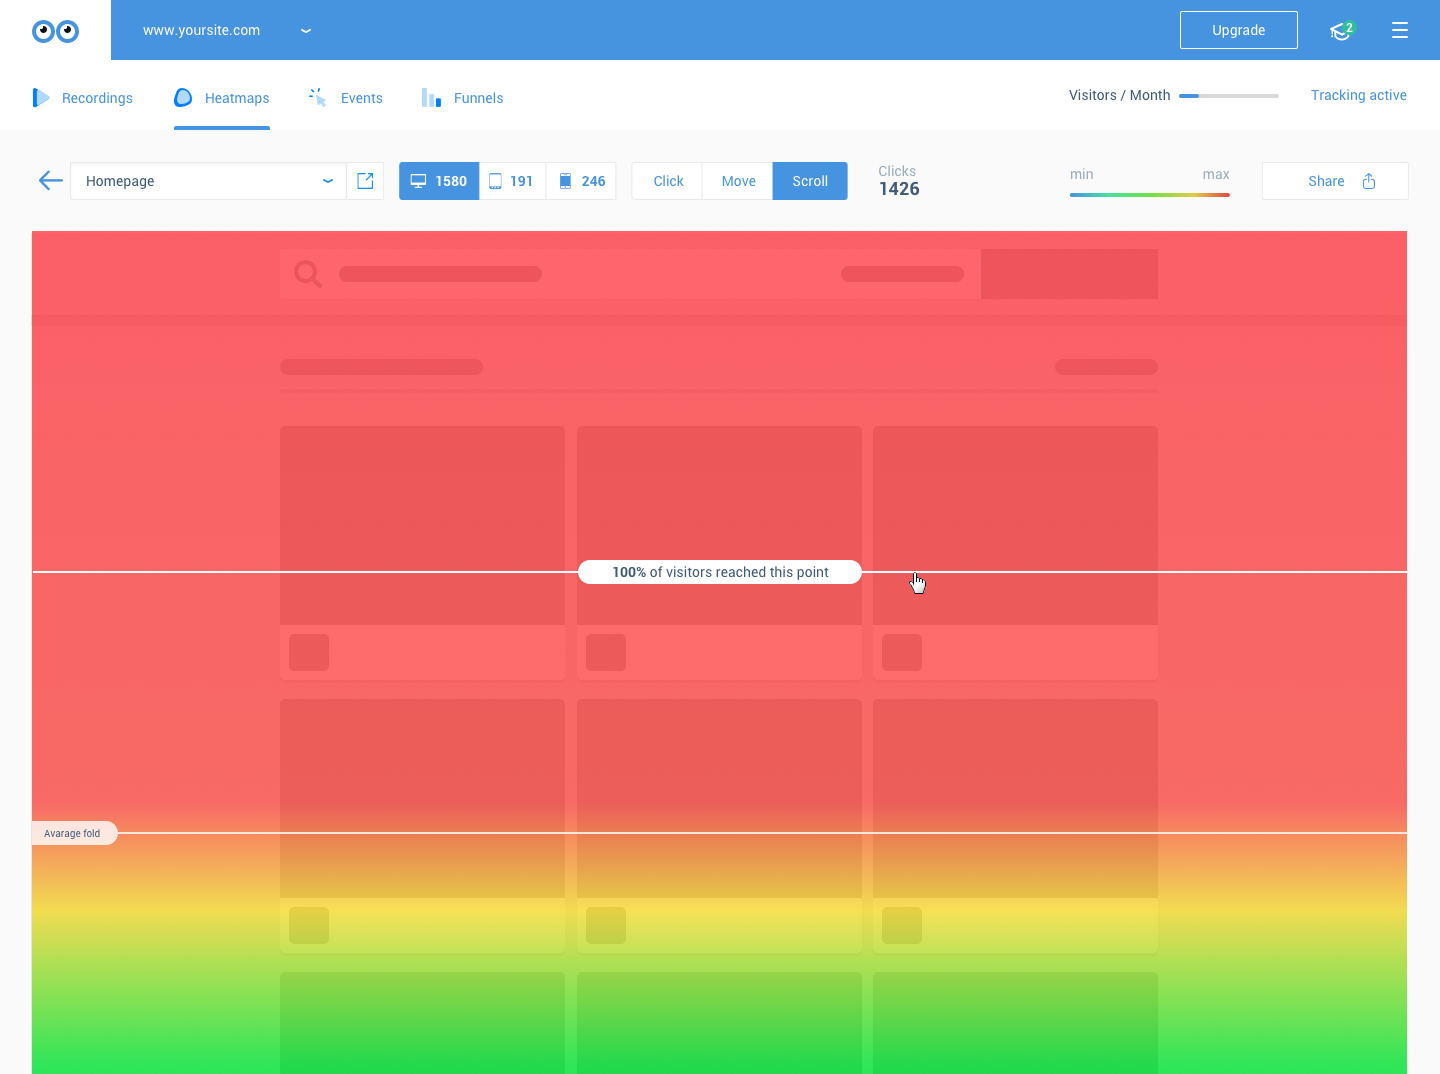 www.yoursite.com
Upgrade
2
Recordings
Heatmaps
Events
Funnels
Visitors / Month
Tracking active
Homepage
1580
191
246
Click
Move
Scroll
Clicks
1426
min
max
Share
100% of visitors reached this point
Avarage fold